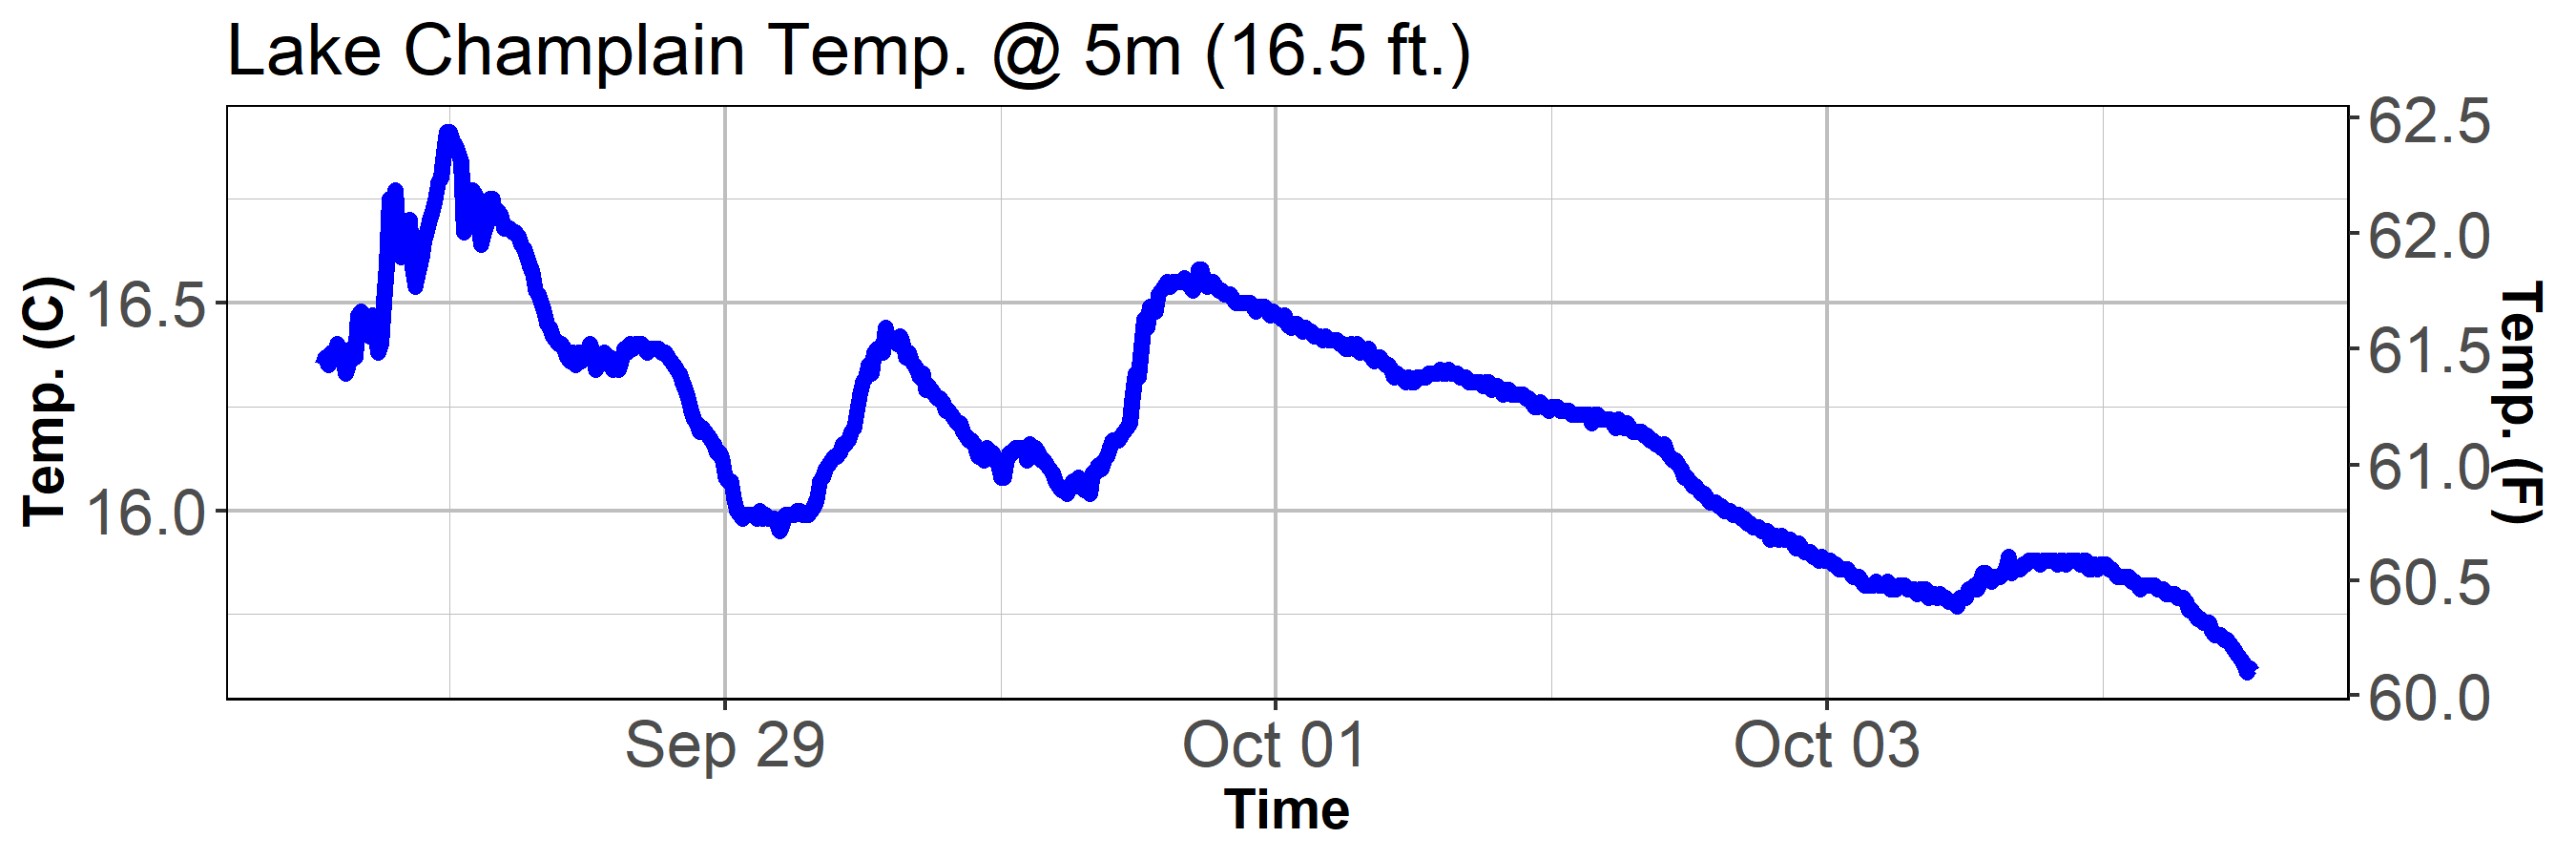 Lake Champlain Temp. @ 5m (16.5 ft.)
Temp. (C)
16.5
16.0
62.5
62.0
61.5
61.0
60.5
60.0
Temp. (F)
Sep 29
Oct 01
Oct 03
Time